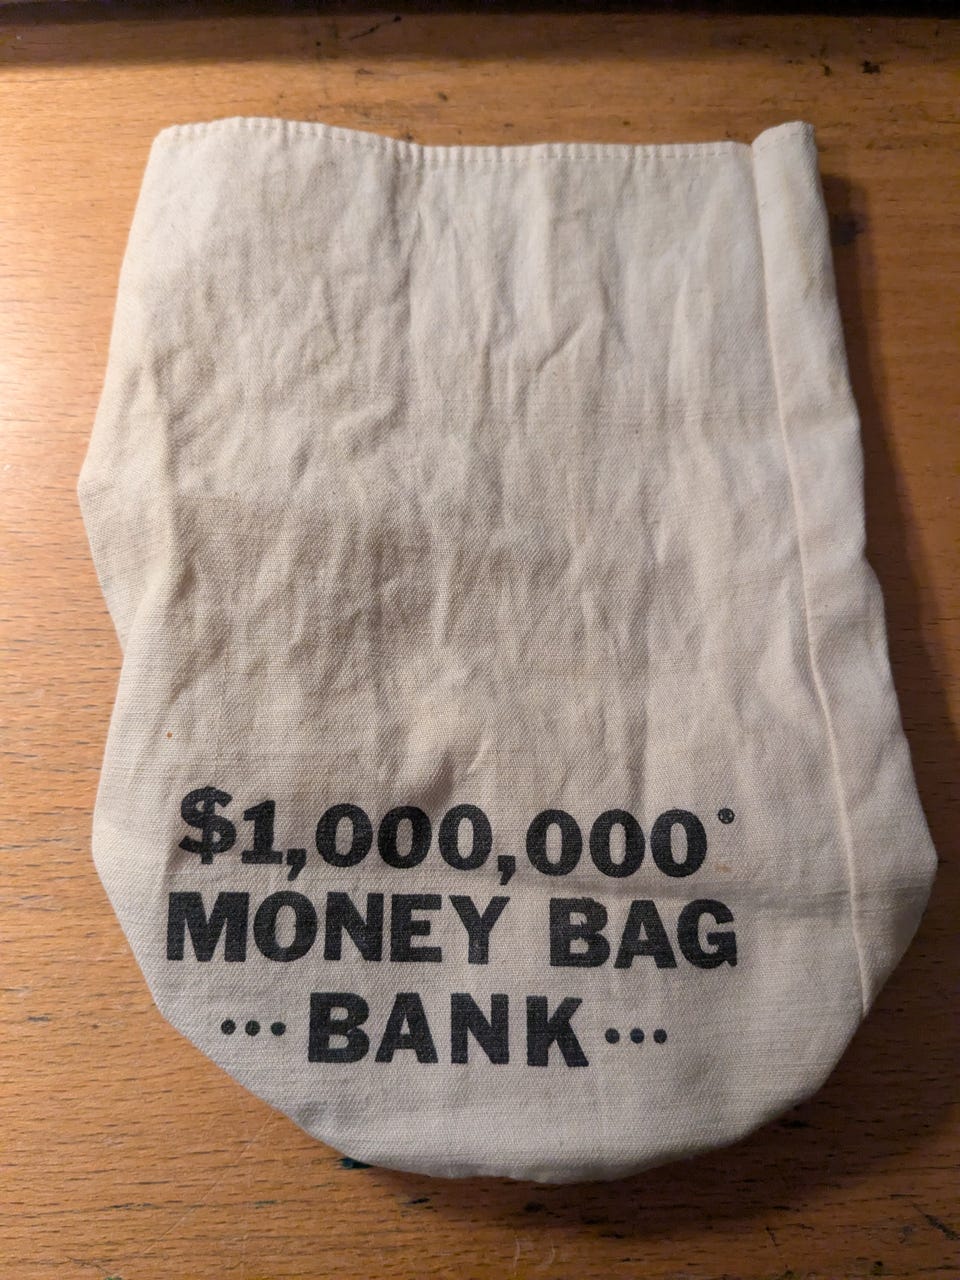 $1,000,000®
MONEY BAG
•••BANK•••